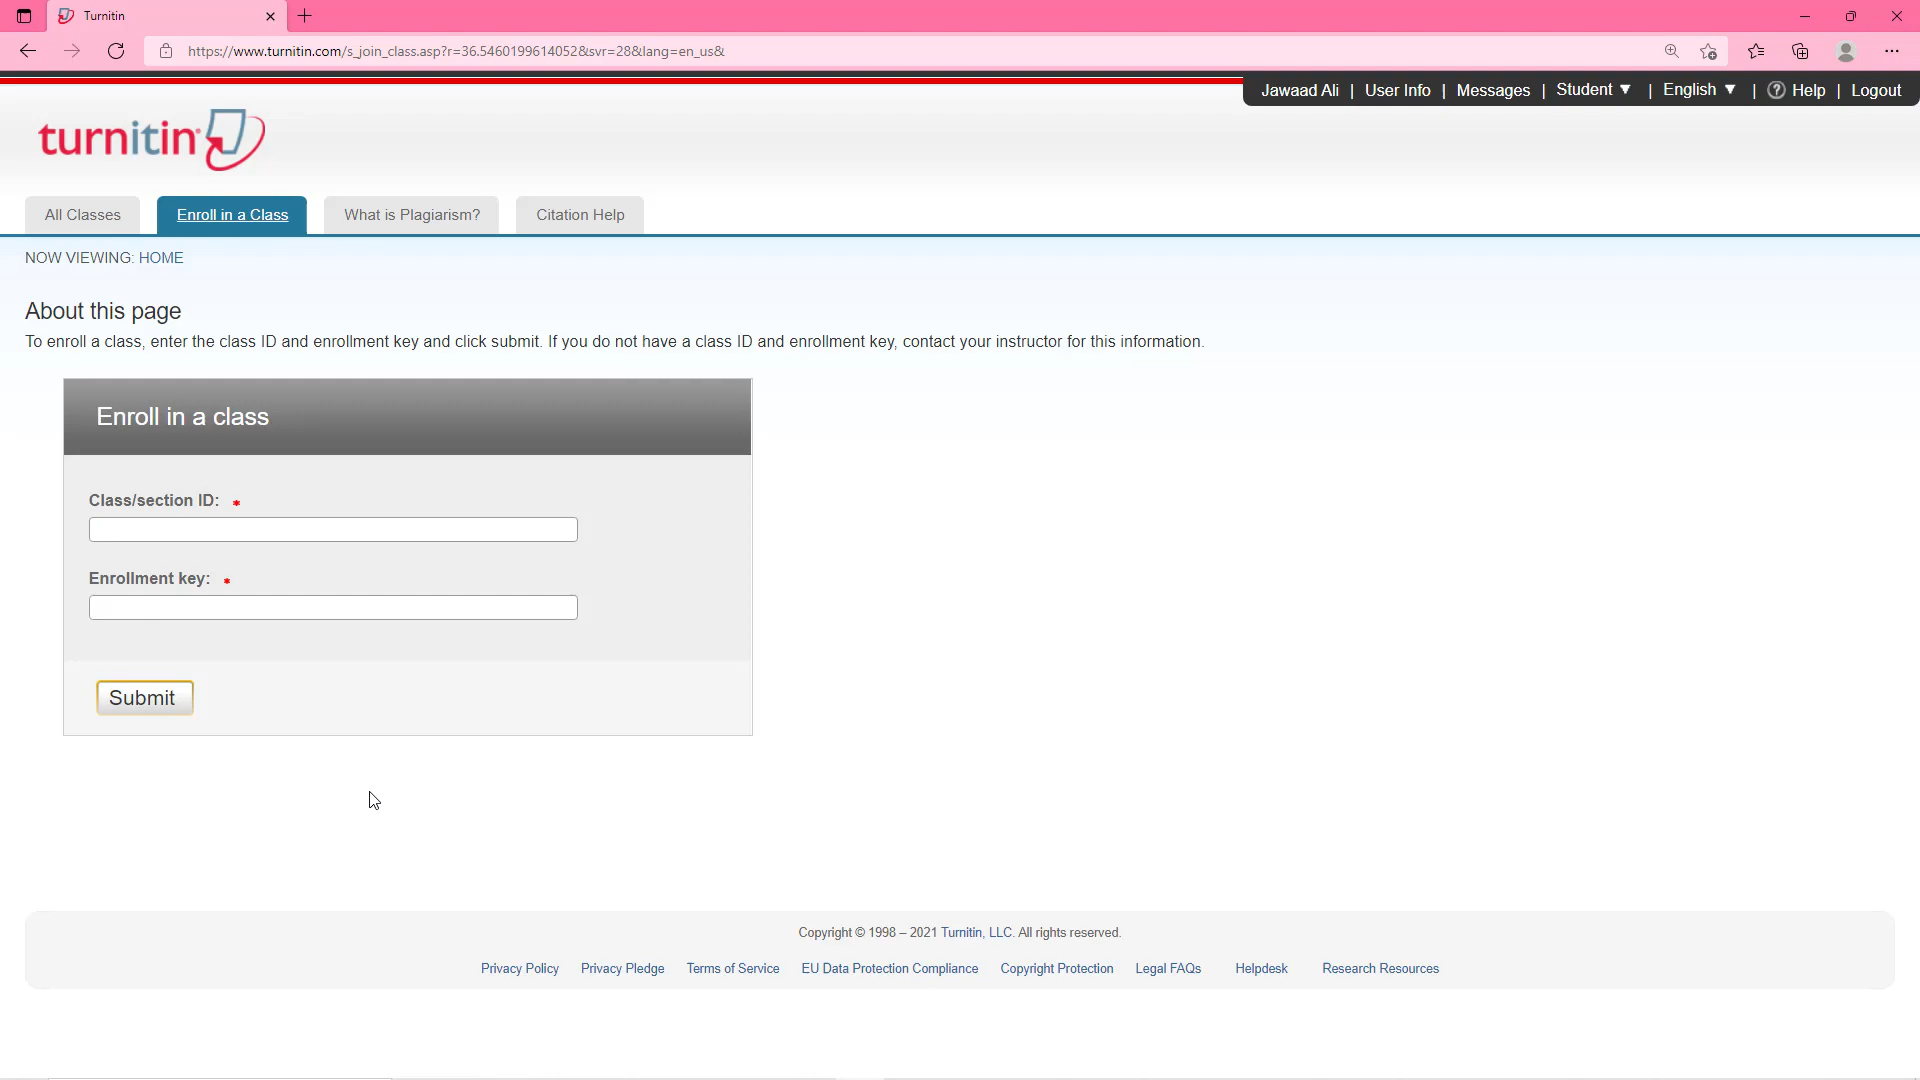 Turnitin
https://www.turnitin.com/s_join_class.asp?r=36.5460199614052&svr=28&lang=en_us&
Jawaad Ali | User Info | Messages | Student ▼ | English ▼ | ? Help | Logout
turnitin
All Classes Enroll in a Class What is Plagiarism? Citation Help
NOW VIEWING: HOME
About this page
To enroll a class, enter the class ID and enrollment key and click submit. If you do not have a class ID and enrollment key, contact your instructor for this information.
Enroll in a class
Class/section ID: *
Enrollment key: *
Submit
Copyright © 1998 – 2021 Turnitin, LLC. All rights reserved.
Privacy Policy Privacy Pledge Terms of Service EU Data Protection Compliance Copyright Protection Legal FAQs Helpdesk Research Resources